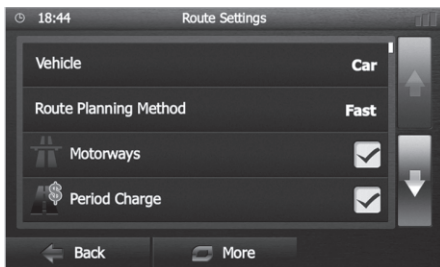 18:44 Route Settings
Vehicle Car
Route Planning Method Fast
Motorways
Period Charge
Back More